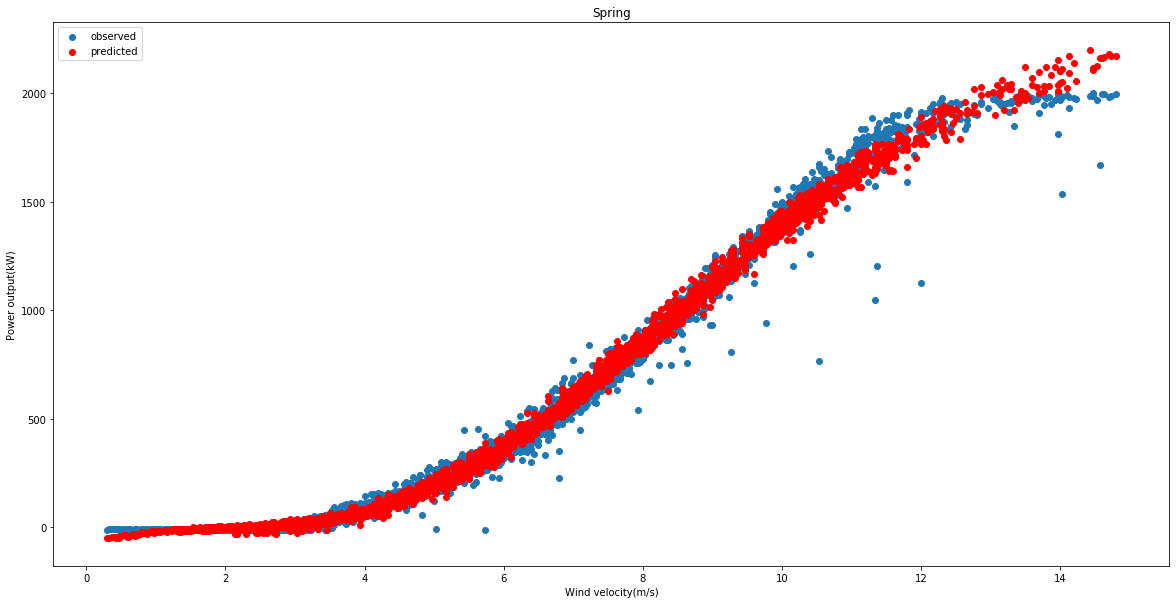 Spring
observed
predicted
Power output(kW)
2000
1500
1000
500
0
0 2 4 6 8 10 12 14
Wind velocity(m/s)